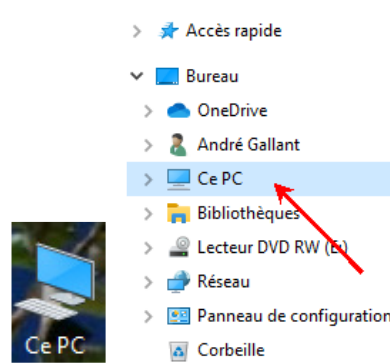 Accès rapide
Bureau
OneDrive
André Gallant
Ce PC
Bibliothèques
Lecteur DVD RW (E:)
Réseau
Panneau de configuration
Corbeille
Ce PC